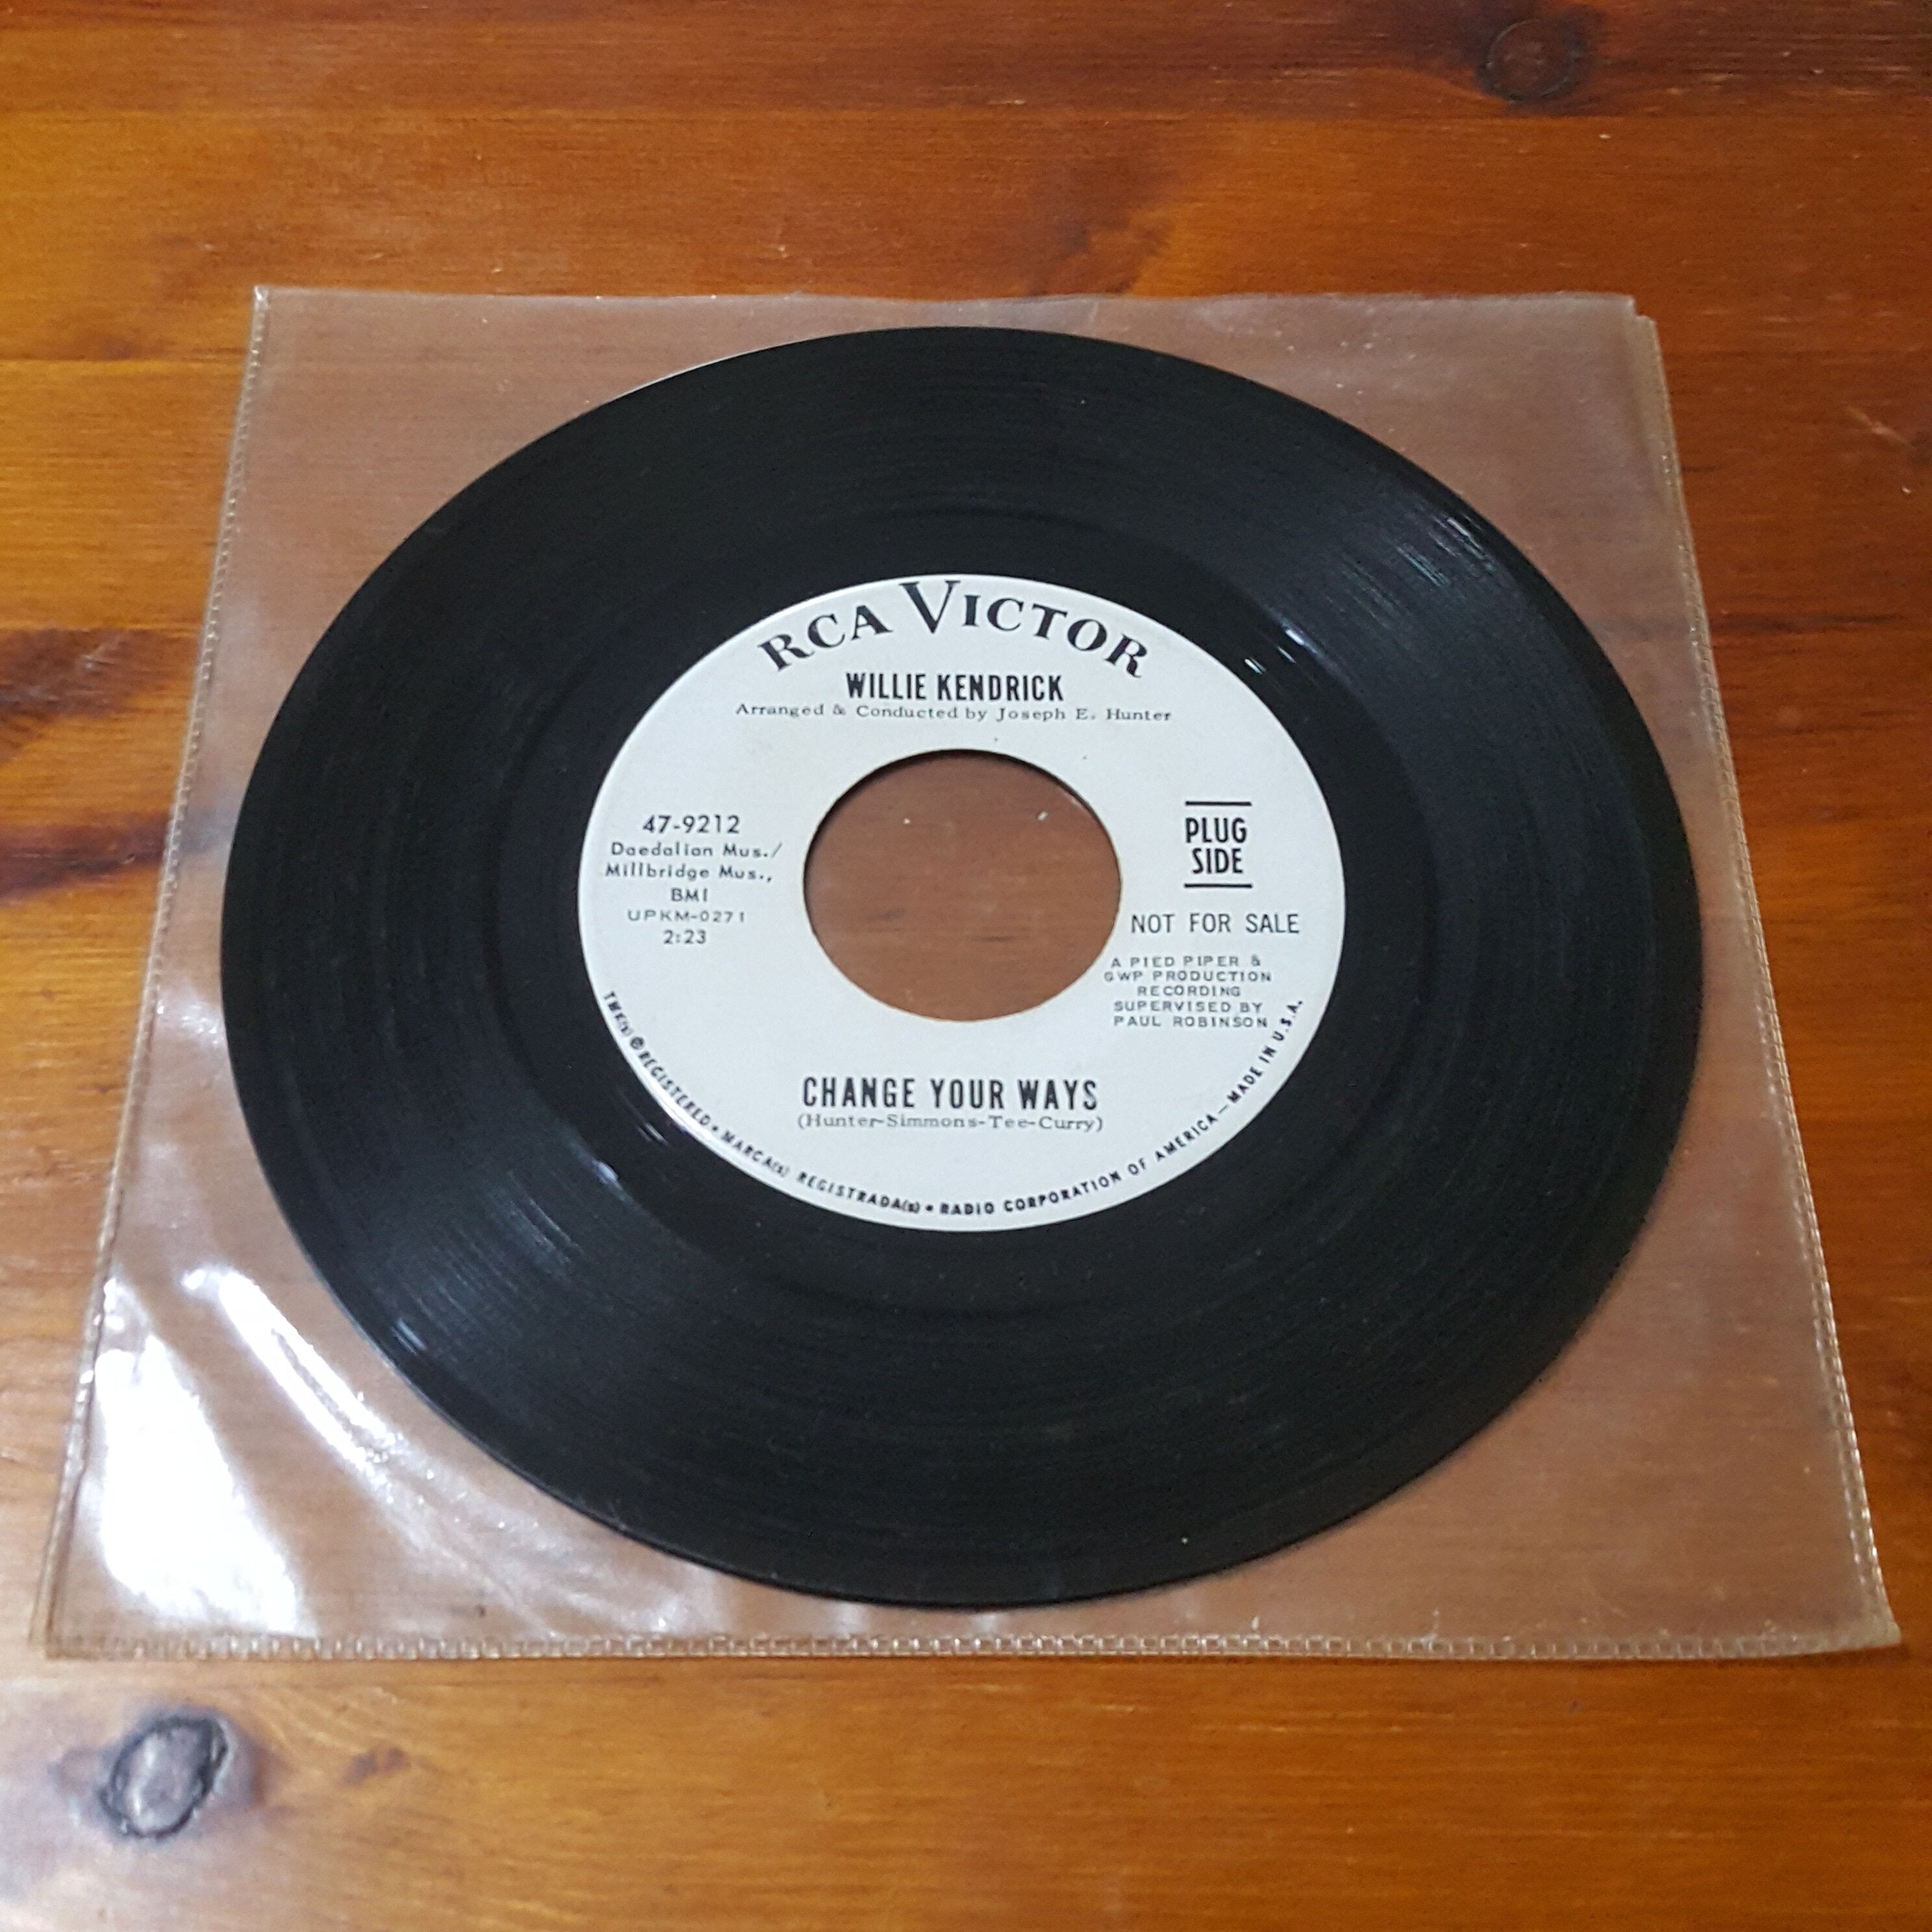 RCA VICTOR
WILLIE KENDRICK
Arranged & Conducted by Joseph E. Hunter
47-9212
Daedalian Mus./
Millbridge Mus.,
BMI
UPKM-0271
2:23
PLUG
SIDE
NOT FOR SALE
A PIED PIPER &
GWP PRODUCTION
RECORDING
SUPERVISED BY
PAUL ROBINSON
CHANGE YOUR WAYS
(Hunter-Simmons-Tee-Curry)
TMK(s) ® REGISTERED • MARCA(s) REGISTRADA(s) • RADIO CORPORATION OF AMERICA — MADE IN U.S.A.